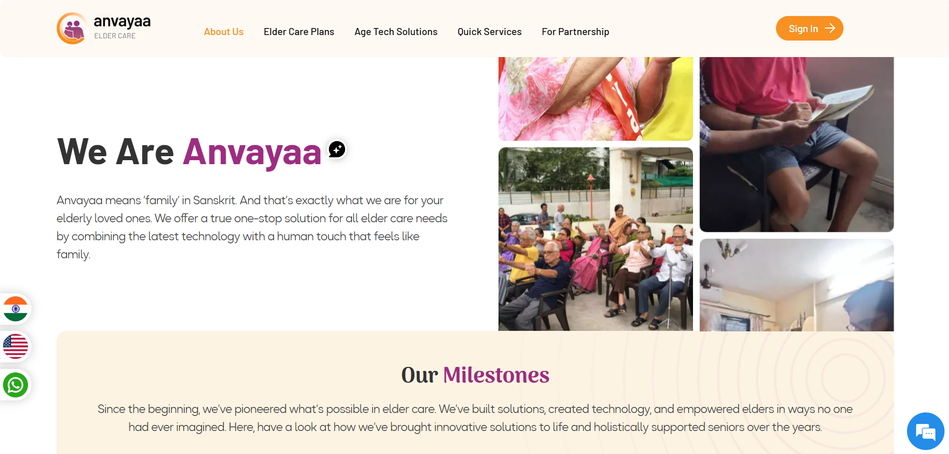 anvayaa
ELDER CARE
About Us
Elder Care Plans
Age Tech Solutions
Quick Services
For Partnership
Sign In
We Are Anvayaa
Anvayaa means ‘family’ in Sanskrit. And that’s exactly what we are for your
elderly loved ones. We offer a true one-stop solution for all elder care needs
by combining the latest technology with a human touch that feels like
family.
Our Milestones
Since the beginning, we’ve pioneered what’s possible in elder care. We’ve built solutions, created technology, and empowered elders in ways no one
had ever imagined. Here, have a look at how we’ve brought innovative solutions to life and holistically supported seniors over the years.